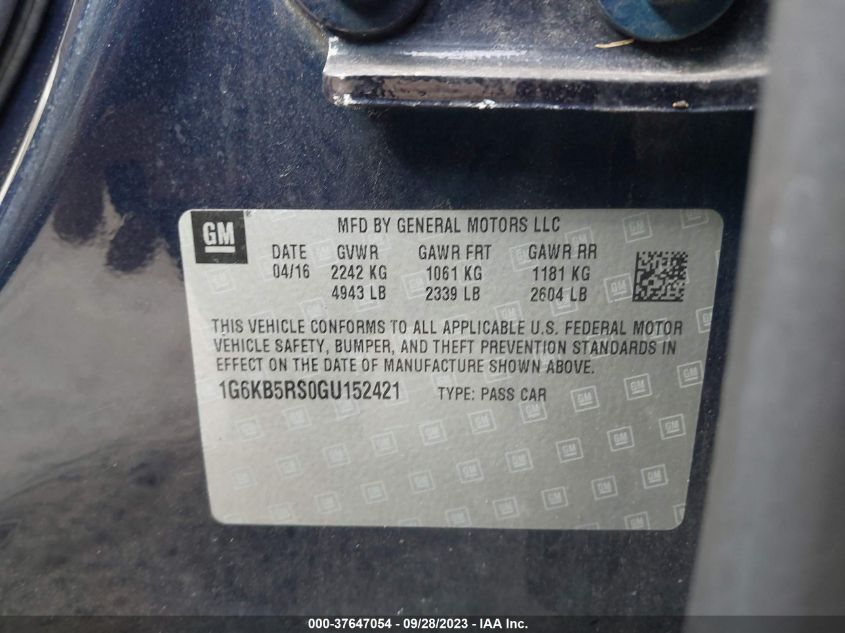 GM
MFD BY GENERAL MOTORS LLC
DATE GVWR GAWR FRT GAWR RR
04/16 2242 KG 1061 KG 1181 KG
4943 LB 2339 LB 2604 LB
THIS VEHICLE CONFORMS TO ALL APPLICABLE U.S. FEDERAL MOTOR
VEHICLE SAFETY, BUMPER, AND THEFT PREVENTION STANDARDS IN
EFFECT ON THE DATE OF MANUFACTURE SHOWN ABOVE.
1G6KB5RS0GU152421 TYPE: PASS CAR
000-37647054 - 09/28/2023 - IAA Inc.